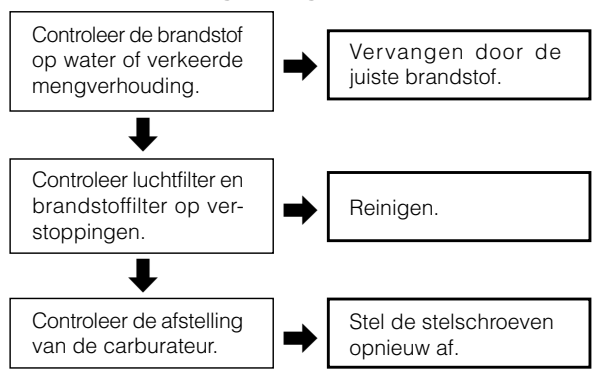 Controleer de brandstof
op water of verkeerde
mengverhouding.
Vervangen door de
juiste brandstof.
Controleer luchtfilter en
brandstoffilter op ver-
stoppingen.
Reinigen.
Controleer de afstelling
van de carburateur.
Stel de stelschroeven
opnieuw af.